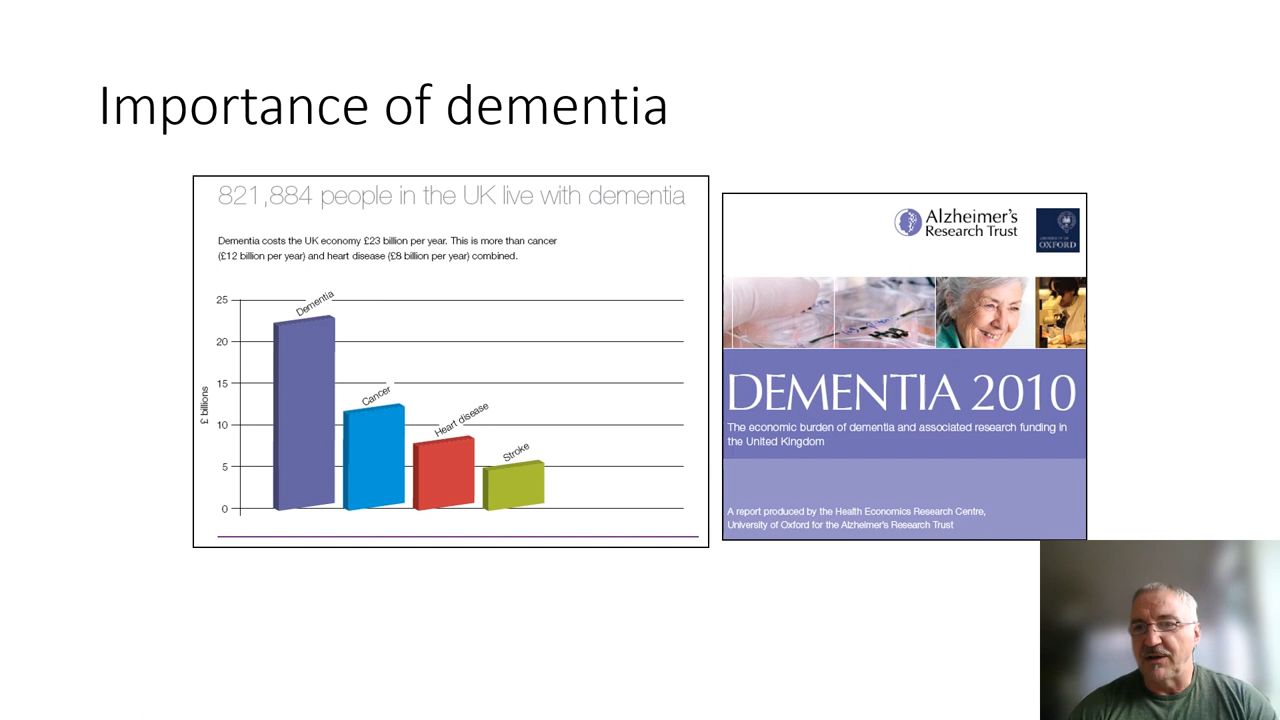 Importance of dementia
821,884 people in the UK live with dementia
Dementia costs the UK economy £23 billion per year. This is more than cancer
(£12 billion per year) and heart disease (£8 billion per year) combined.
25
20
15
10
5
0
£ billions
Dementia
Cancer
Heart disease
Stroke
Alzheimer's
Research Trust
UNIVERSITY OF
OXFORD
DEMENTIA 2010
The economic burden of dementia and associated research funding in
the United Kingdom
A report produced by the Health Economics Research Centre,
University of Oxford for the Alzheimer's Research Trust